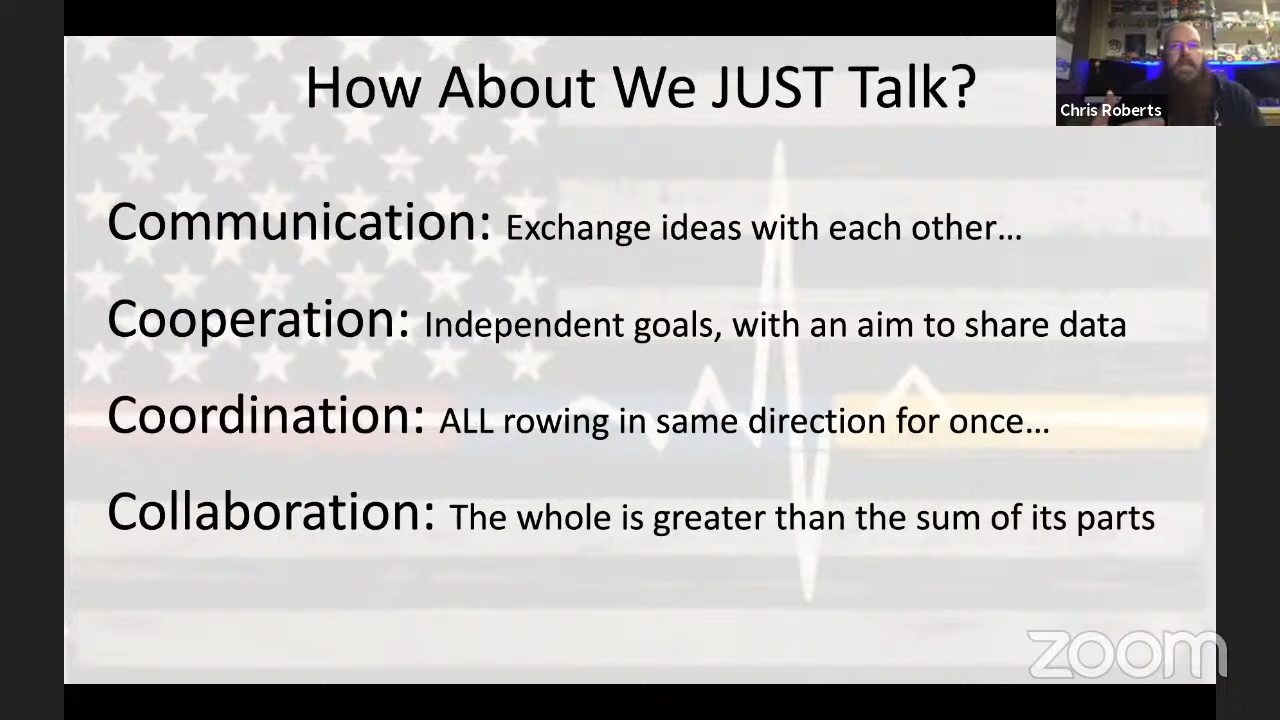 How About We JUST Talk?
Chris Roberts
Communication: Exchange ideas with each other…
Cooperation: Independent goals, with an aim to share data
Coordination: ALL rowing in same direction for once…
Collaboration: The whole is greater than the sum of its parts
zoom